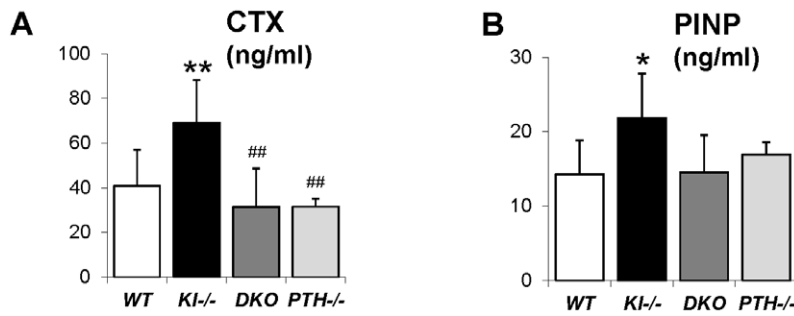 A
CTX
(ng/ml)
100
80
60
40
20
0
**
##
##
WT KI-/- DKO PTH-/-
B
PINP
(ng/ml)
30
20
10
0
*
WT KI-/- DKO PTH-/-